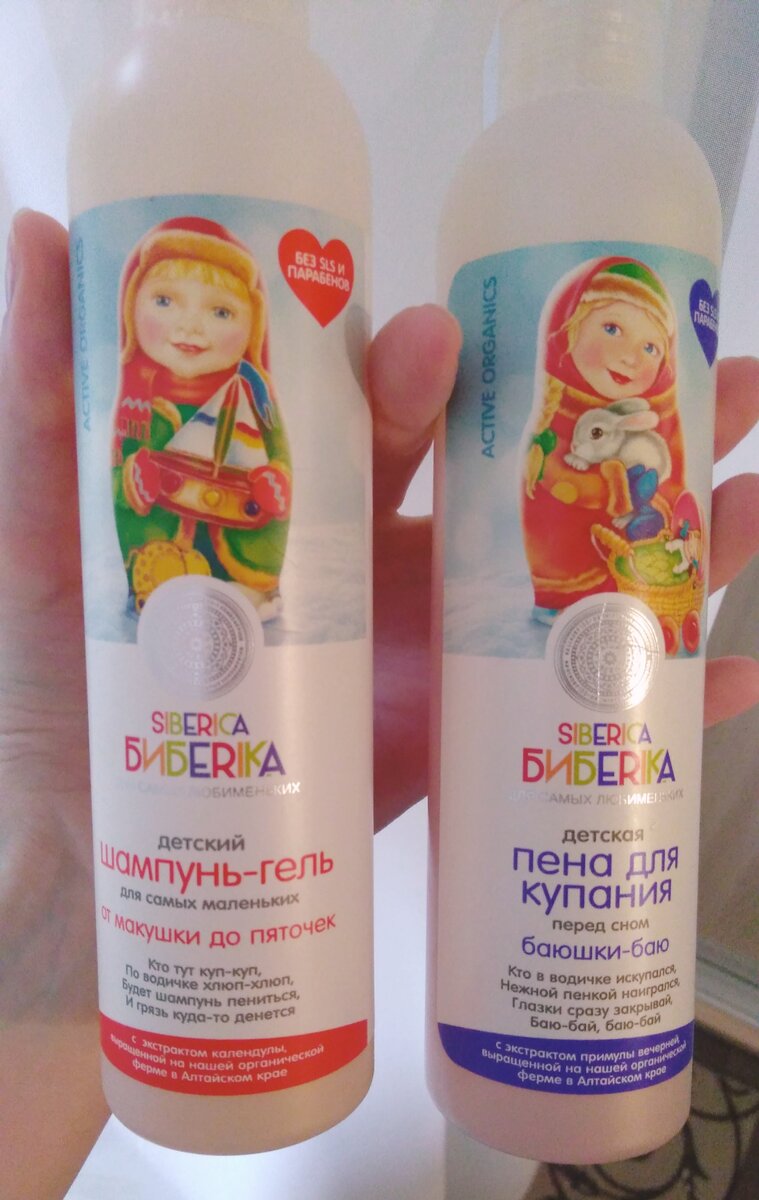 ACTIVE ORGANICS
БЕЗ SLS И
ПАРАБЕНОВ
SIBERICA
БИБЕRIKA
ДЛЯ САМЫХ ЛЮБИМЕНЬКИХ
детский
шампунь-гель
для самых маленьких
от макушки до пяточек
Кто тут куп-куп,
По водичке хлюп-хлюп,
Будет шампунь пениться,
И грязь куда-то денется
с экстрактом календулы,
выращенной на нашей органической
ферме в Алтайском крае
ACTIVE ORGANICS
БЕЗ
SIBERICA
БИБЕRIKA
ДЛЯ САМЫХ ЛЮБИМЕНЬКИХ
детская
пена для
купания
перед сном
баюшки-баю
Кто в водичке искупался,
Нежной пенкой наигрался,
Глазки сразу закрывай,
Баю-бай, баю-бай
с экстрактом примулы вечерней,
выращенной на нашей органической
ферме в Алтайском крае